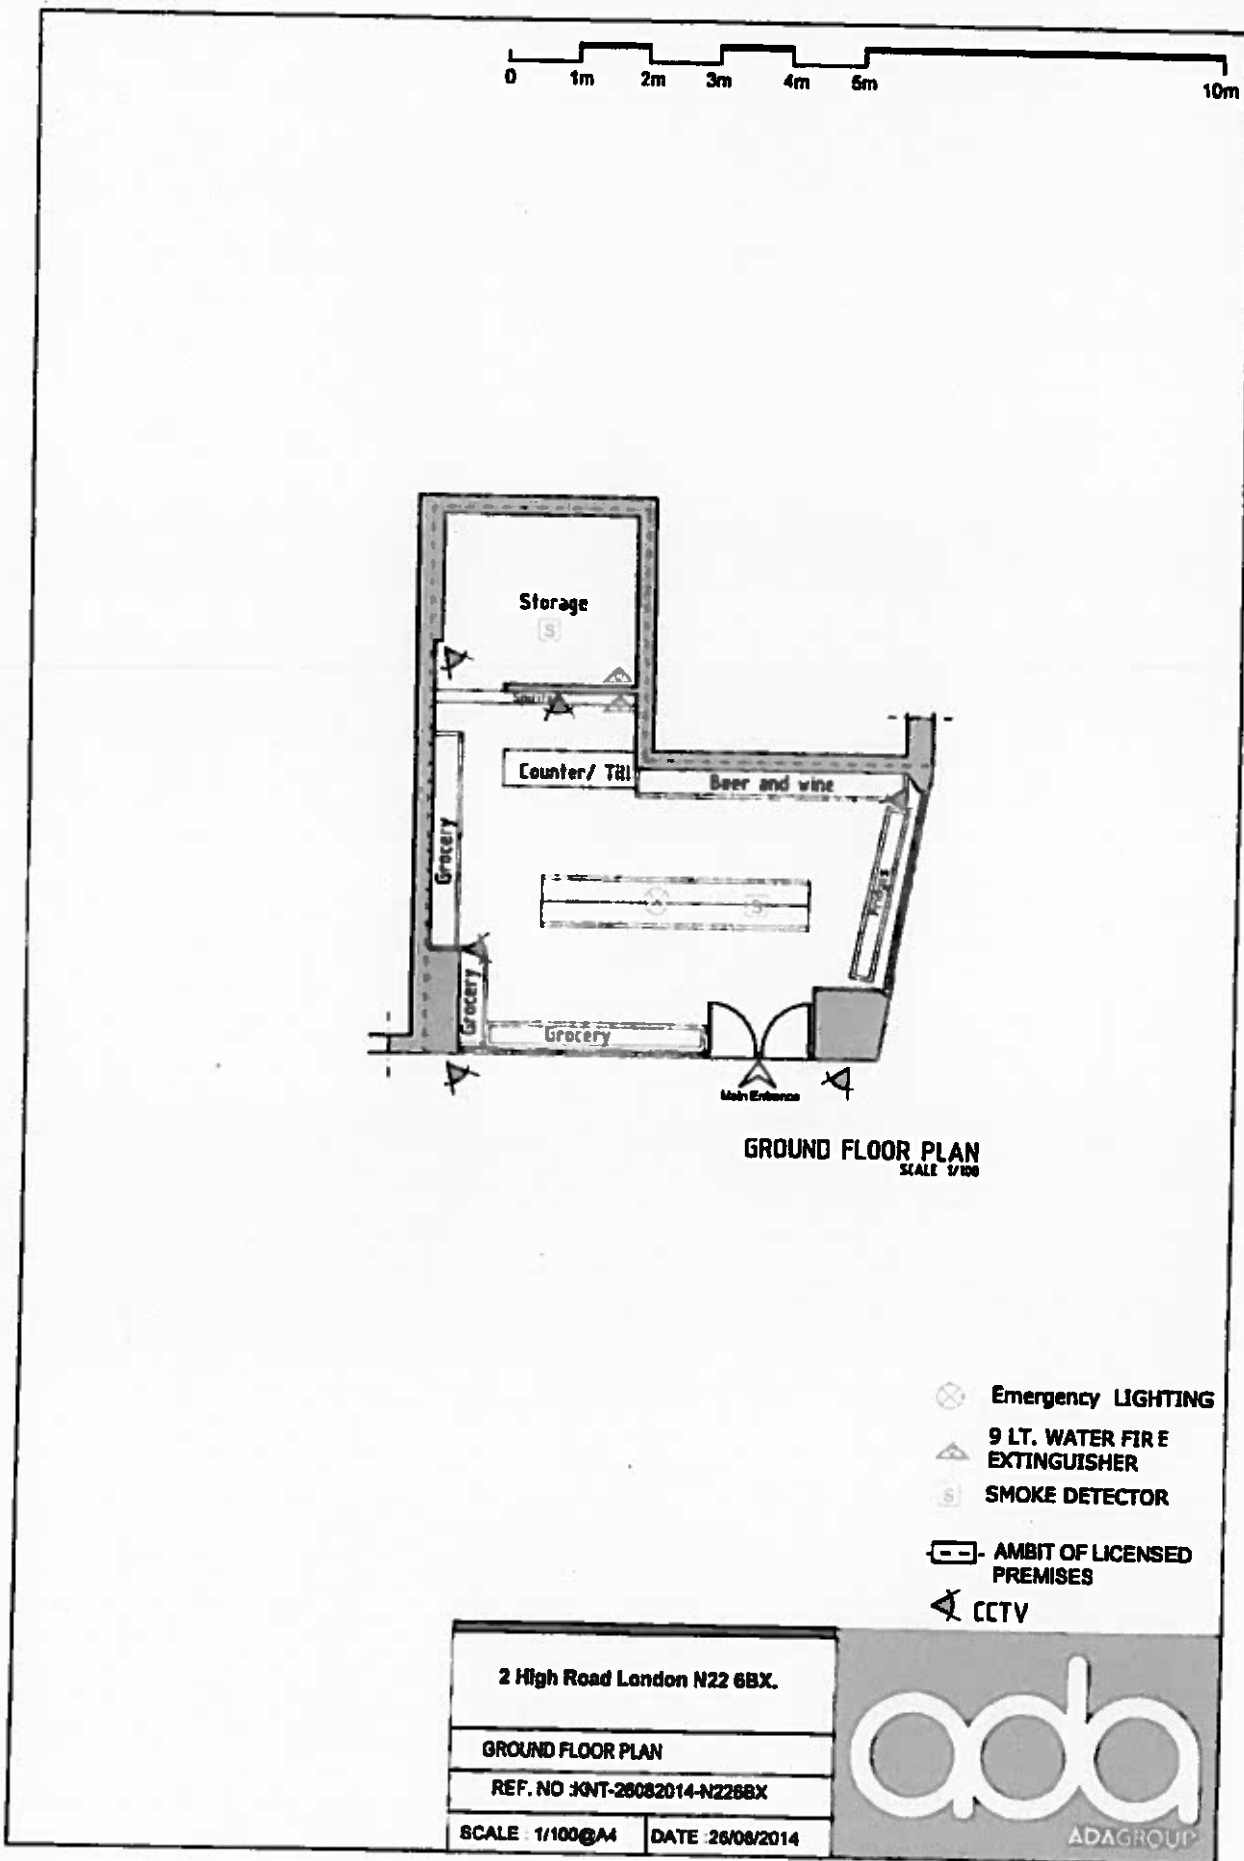 0 1m 2m 3m 4m 5m 10m
Storage
S
Counter/ Till
Beer and wine
Grocery
Fridges
S
Grocery
Grocery
Main Entrance
GROUND FLOOR PLAN
SCALE 1/100
Emergency LIGHTING
9 LT. WATER FIRE
EXTINGUISHER
S SMOKE DETECTOR
AMBIT OF LICENSED
PREMISES
CCTV
2 High Road London N22 6BX.
GROUND FLOOR PLAN
REF. NO :KNT-26082014-N226BX
SCALE : 1/100@A4 DATE :26/08/2014
ada
ADAGROUP